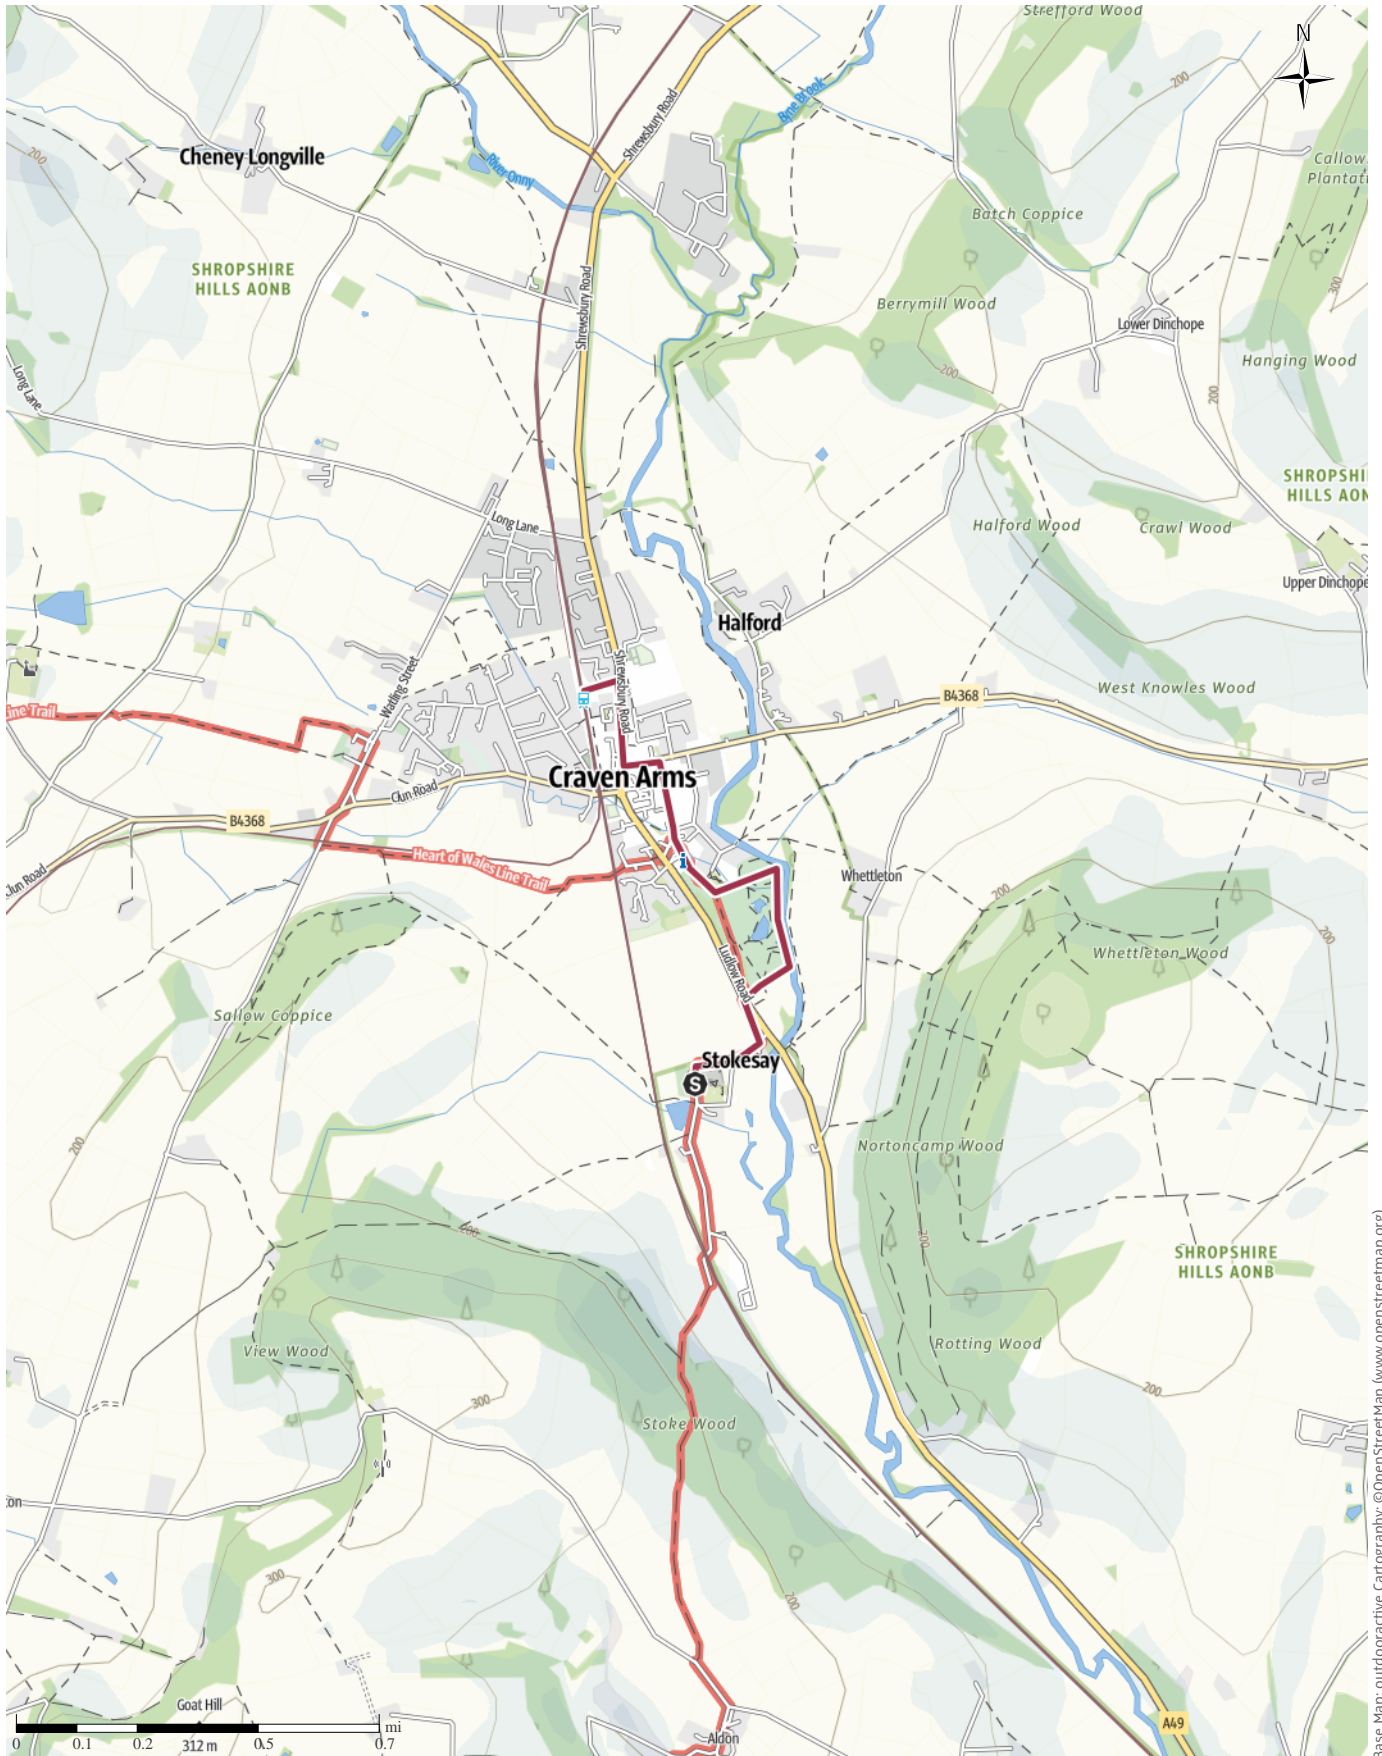 Strefford Wood
N
200
Byne Brook
Shrewsbury Road
Cheney Longville
200
River Onny
Callow
Plantati
Batch Coppice
SHROPSHIRE
HILLS AONB
Shrewsbury Road
300
Berrymill Wood
Lower Dinchope
Hanging Wood
200
200
Long Lane
SHROPSHI
HILLS AON
Long Lane
Halford Wood
Crawl Wood
Upper Dinchope
Halford
Watling Street
Shrewsbury Road
West Knowles Wood
B4368
Line Trail
Craven Arms
Clun Road
B4368
Heart of Wales Line Trail
i
Clun Road
Whettleton
200
200
Whettleton Wood
Ludlow Road
Sallow Coppice
Stokesay
S
200
Nortoncamp Wood
200
200
SHROPSHIRE
HILLS AONB
View Wood
Rotting Wood
200
300
Stoke Wood
ton
300
200
Goat Hill
312 m
A49
Aldon
mi
0 0.1 0.2 0.5 0.7
Base Map: outdooractive Cartography: ©OpenStreetMap (www.openstreetmap.org)